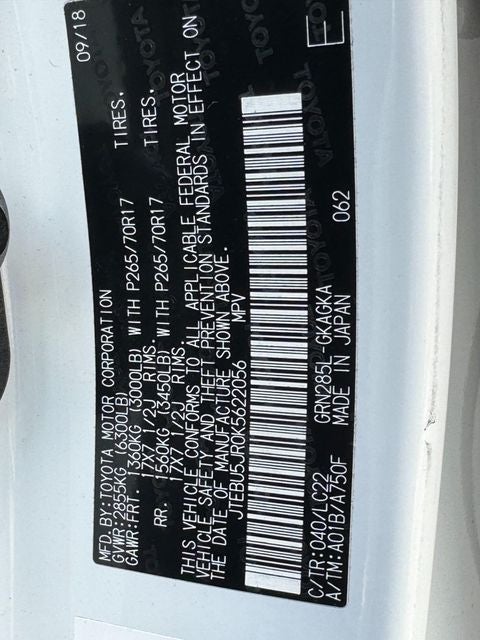 MFD.BY:TOYOTA MOTOR CORPORATION 09/18
GVWR:2855KG (6300LB)
GAWR:FRT. 1360KG (3000LB) WITH P265/70R17 TIRES.
17X7 1/2J RIMS.
RR. 1560KG (3450LB) WITH P265/70R17 TIRES.
17X7 1/2J RIMS.
THIS VEHICLE CONFORMS TO ALL APPLICABLE FEDERAL MOTOR
VEHICLE SAFETY AND THEFT PREVENTION STANDARDS IN EFFECT ON
THE DATE OF MANUFACTURE SHOWN ABOVE.
JTEBU5JR0K5622056 MPV
C/TR:040/LC22 GRN285L-GKAGKA 062
A/TM:A01B/A750F MADE IN JAPAN